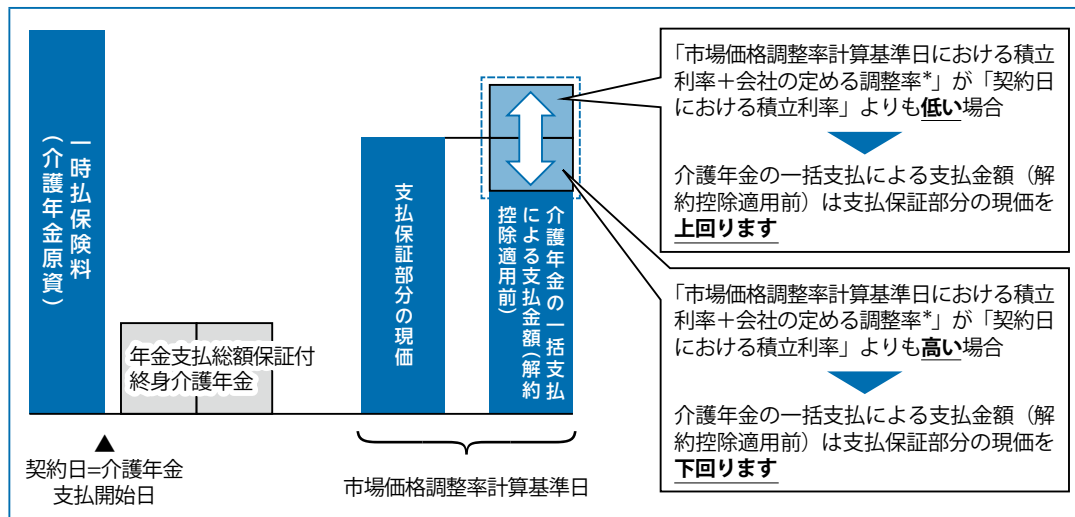 一時払保険料
（介護年金原資）
年金支払総額保証付
終身介護年金
▲
契約日=介護年金
支払開始日
支払保証部分の現価
介護年金の一括支払
による支払金額（解約
控除適用前）
市場価格調整率計算基準日
「市場価格調整率計算基準日における積立
利率＋会社の定める調整率*」が「契約日
における積立利率」よりも低い場合
介護年金の一括支払による支払金額（解
約控除適用前）は支払保証部分の現価を
上回ります
「市場価格調整率計算基準日における積立
利率＋会社の定める調整率*」が「契約日
における積立利率」よりも高い場合
介護年金の一括支払による支払金額（解
約控除適用前）は支払保証部分の現価を
下回ります